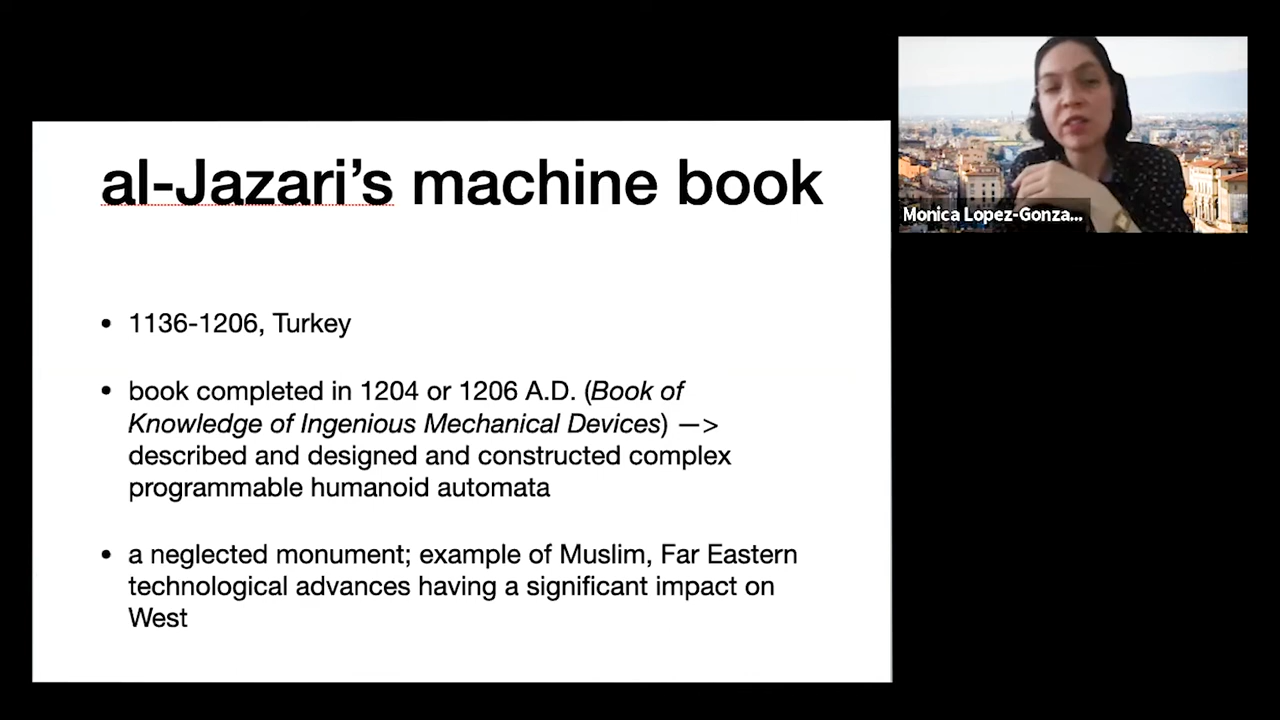 al-Jazari's machine book
• 1136-1206, Turkey
• book completed in 1204 or 1206 A.D. (Book of
Knowledge of Ingenious Mechanical Devices) —>
described and designed and constructed complex
programmable humanoid automata
• a neglected monument; example of Muslim, Far Eastern
technological advances having a significant impact on
West
Monica Lopez-Gonza...